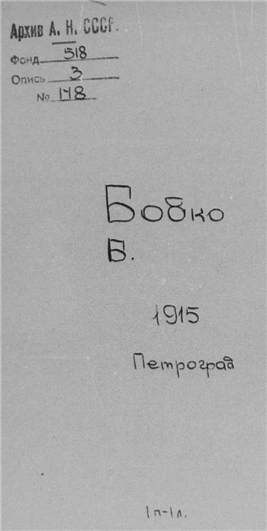 Архив А. Н. СССР.
Фонд 518
Опись 3
№ 178
Бобко
В.
1915
Петроград
1п-1л.